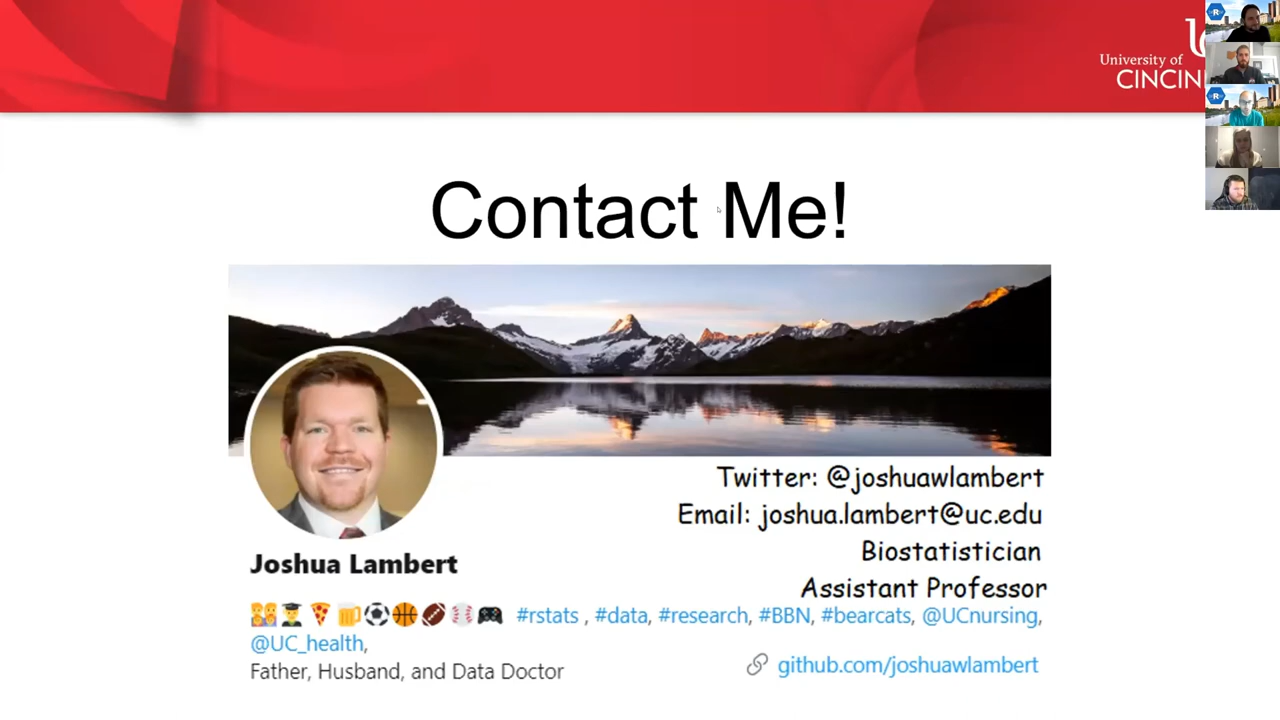 University of
Contact Me!
Twitter: @joshuawlambert
Email: joshua.lambert@uc.edu
Biostatistician
Assistant Professor
Joshua Lambert
#rstats , #data, #research, #BBN, #bearcats, @UCnursing,
@UC_health,
Father, Husband, and Data Doctor
github.com/joshuawlambert
R
R